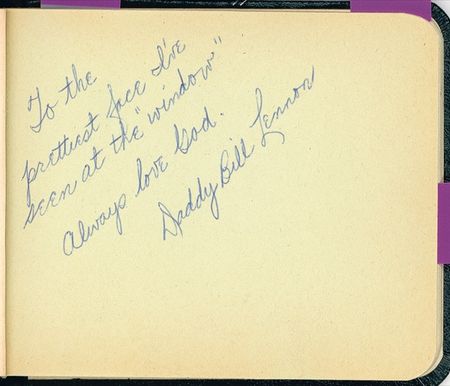 To the
prettiest face I've
seen at the "window"
Always love God.
Daddy Bill Lennon